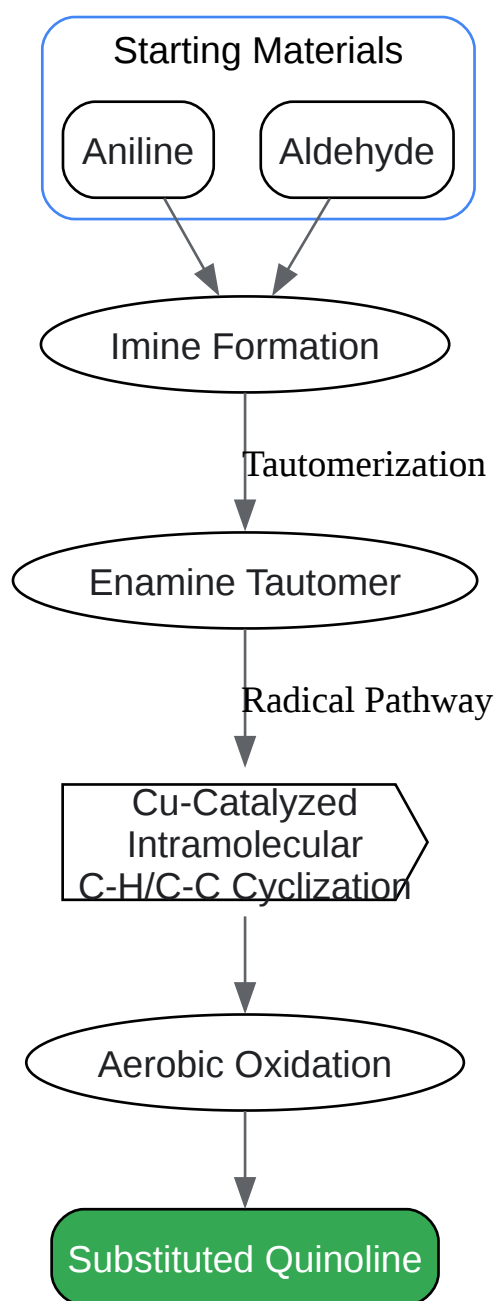 Starting Materials
Aniline
Aldehyde
Imine Formation
Tautomerization
Enamine Tautomer
Radical Pathway
Cu-Catalyzed
Intramolecular
C-H/C-C Cyclization
Aerobic Oxidation
Substituted Quinoline